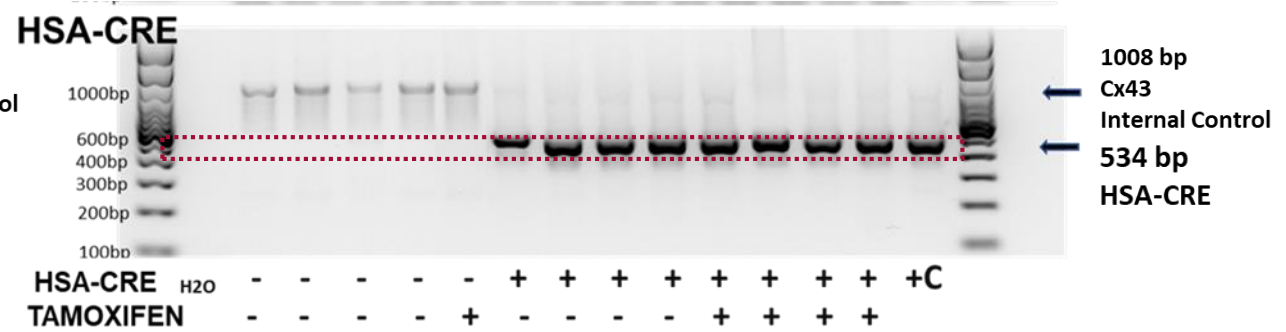 HSA-CRE
ol
1000bp
600bp
400bp
300bp
200bp
100bp
1008 bp
Cx43
Internal Control
534 bp
HSA-CRE
HSA-CRE H2O - - - - - + + + + + + + + +C
TAMOXIFEN - - - - + - - - - + + + +